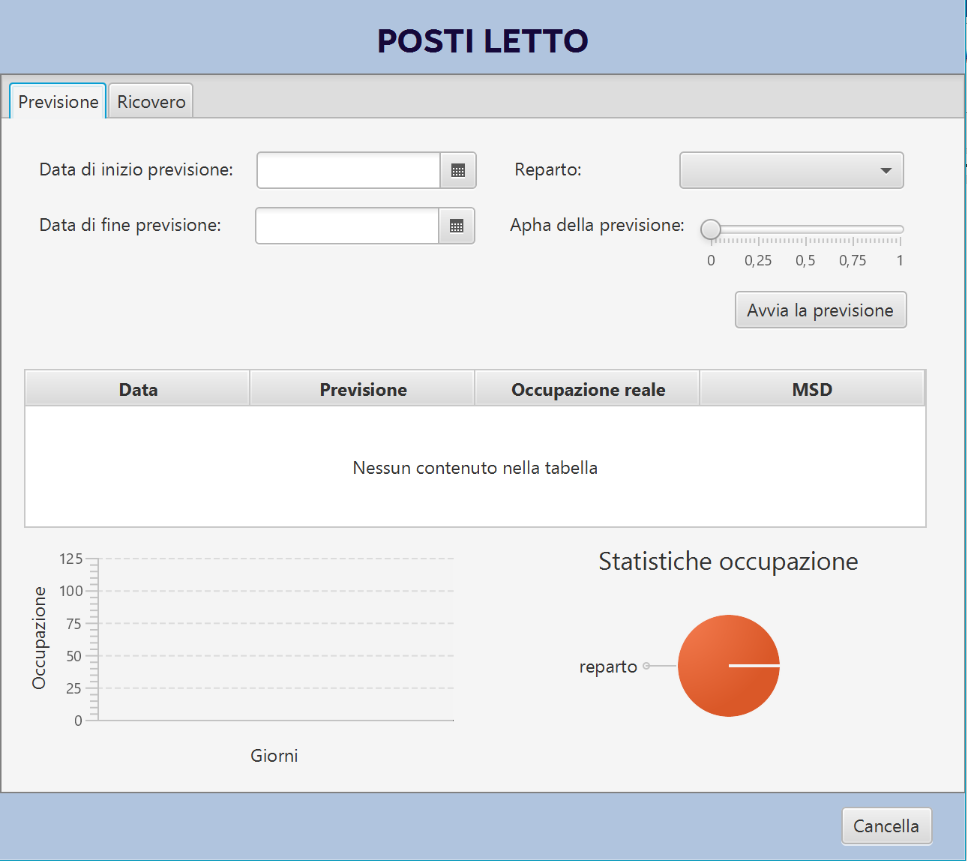 POSTI LETTO
Previsione Ricovero
Data di inizio previsione: Reparto:
Data di fine previsione: Apha della previsione:
0 0,25 0,5 0,75 1
Avvia la previsione
Data Previsione Occupazione reale MSD
Nessun contenuto nella tabella
Statistiche occupazione
125
100
75
50
25
0
Occupazione
Giorni
reparto
Cancella